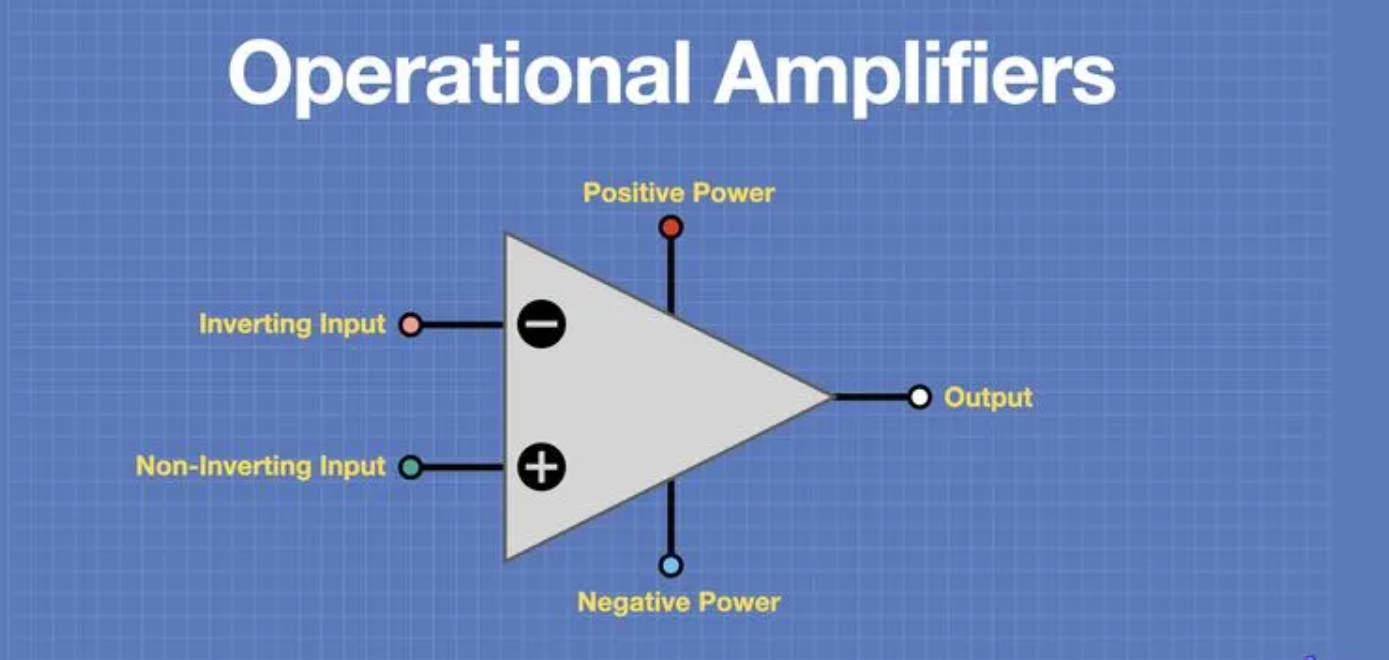 Operational Amplifiers
Positive Power
Inverting Input
Output
Non-Inverting Input
Negative Power